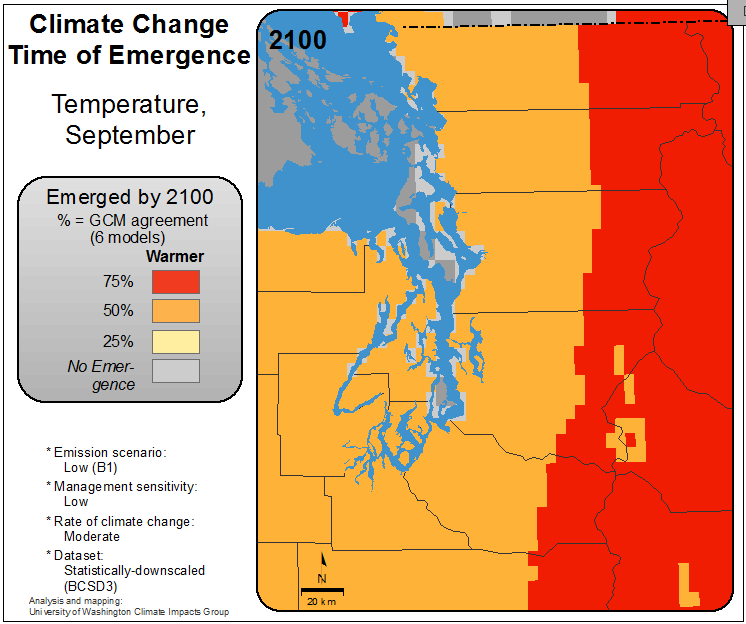 Climate Change
Time of Emergence
Temperature,
September
Emerged by 2100
% = GCM agreement
(6 models)
Warmer
75%
50%
25%
No Emer-
gence
* Emission scenario:
Low (B1)
* Management sensitivity:
Low
* Rate of climate change:
Moderate
* Dataset:
Statistically-downscaled
(BCSD3)
Analysis and mapping:
University of Washington Climate Impacts Group
2100
N
20 km